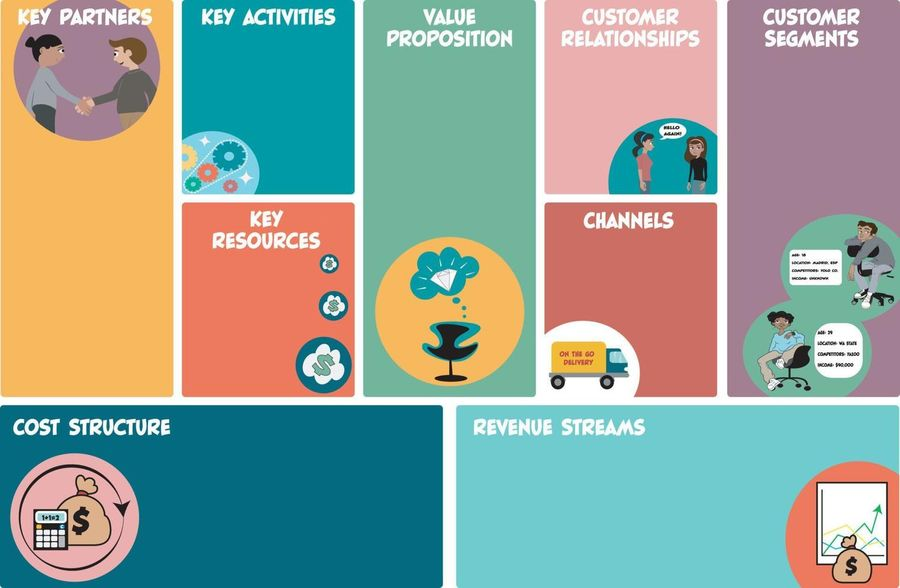 KEY PARTNERS
KEY ACTIVITIES
VALUE
PROPOSITION
CUSTOMER
RELATIONSHIPS
HELLO
AGAIN!
CUSTOMER
SEGMENTS
KEY
RESOURCES
$
$
$
CHANNELS
ON THE GO
DELIVERY
AGE: 18
LOCATION: MADRID, ESP
COMPETITORS: YOLO CO.
INCOME: UNKNOWN
AGE: 29
LOCATION: WA STATE
COMPETITORS: YAZOO
INCOME: $90,000
COST STRUCTURE
1+1=2
$
REVENUE STREAMS
$